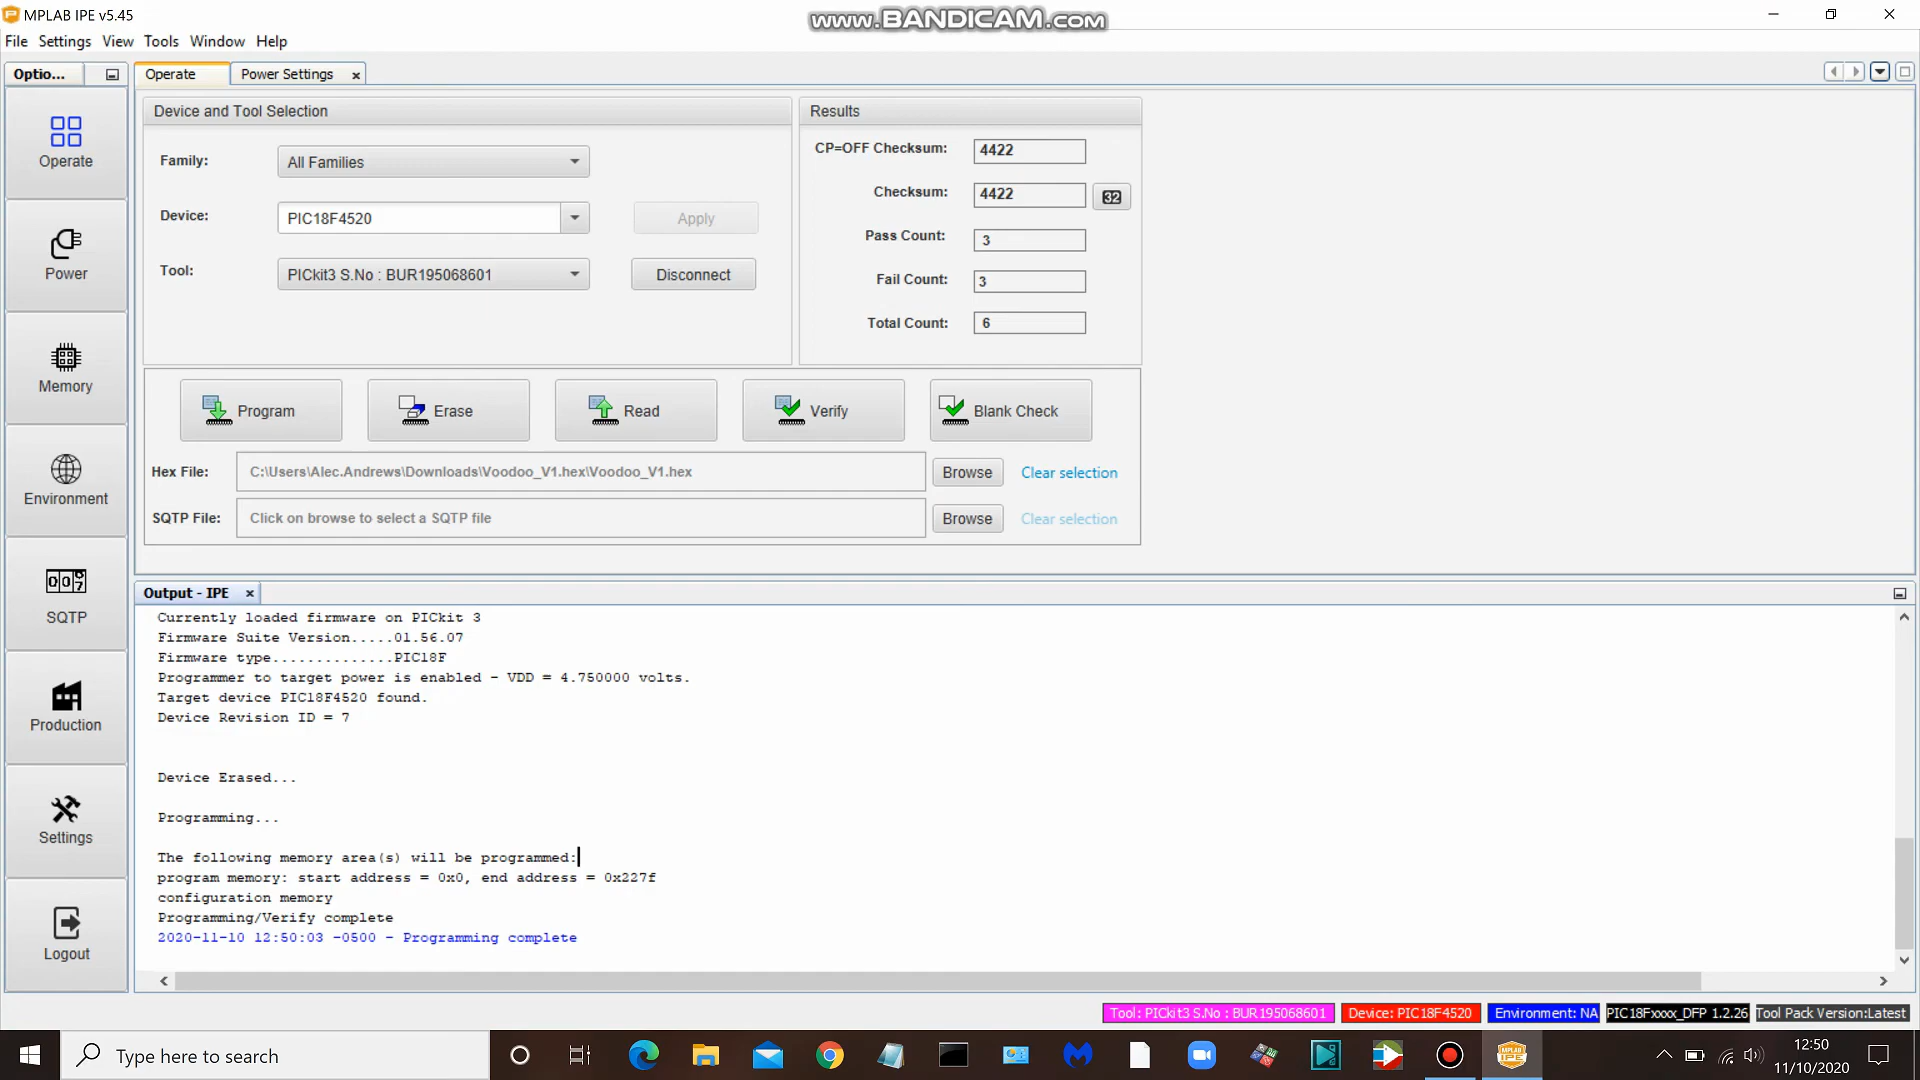 MPLAB IPE v5.45
www.BANDICAM.com
File Settings View Tools Window Help
Optio...
Operate
Power Settings
Operate
Power
Memory
Environment
SQTP
Production
Settings
Logout
Device and Tool Selection
Family: All Families
Device: PIC18F4520 Apply
Tool: PICkit3 S.No : BUR195068601 Disconnect
Results
CP=OFF Checksum: 4422
Checksum: 4422 32
Pass Count: 3
Fail Count: 3
Total Count: 6
Program Erase Read Verify Blank Check
Hex File: C:\Users\Alec.Andrews\Downloads\Voodoo_V1.hex\Voodoo_V1.hex Browse Clear selection
SQTP File: Click on browse to select a SQTP file Browse Clear selection
Output - IPE
Currently loaded firmware on PICkit 3
Firmware Suite Version.....01.56.07
Firmware type..............PIC18F
Programmer to target power is enabled - VDD = 4.750000 volts.
Target device PIC18F4520 found.
Device Revision ID = 7
Device Erased...
Programming...
The following memory area(s) will be programmed:
program memory: start address = 0x0, end address = 0x227f
configuration memory
Programming/Verify complete
2020-11-10 12:50:03 -0500 - Programming complete
Tool: PICkit3 S.No : BUR195068601 Device: PIC18F4520 Environment: NA PIC18Fxxxx_DFP 1.2.26 Tool Pack Version:Latest
Type here to search
12:50
11/10/2020